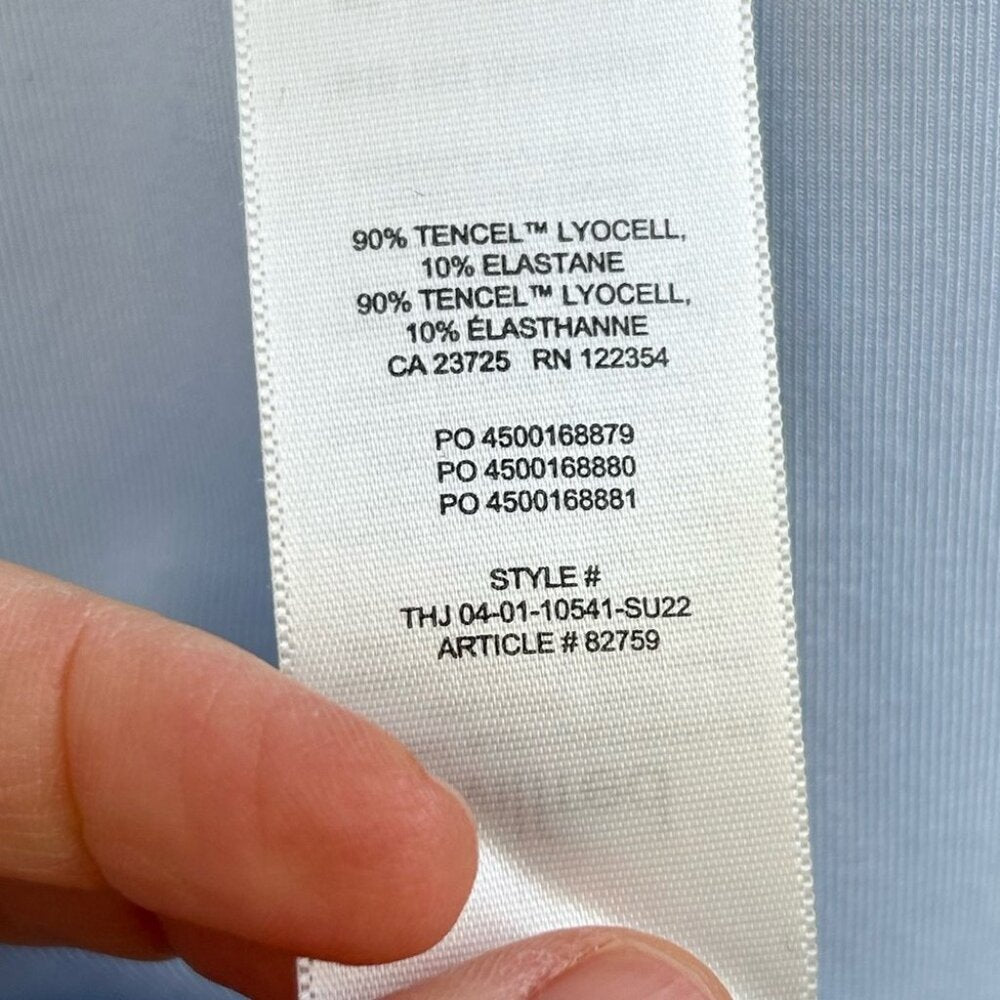 90% TENCEL™ LYOCELL,
10% ELASTANE
90% TENCEL™ LYOCELL,
10% ÉLASTHANNE
CA 23725 RN 122354
PO 4500168879
PO 4500168880
PO 4500168881
STYLE #
THJ 04-01-10541-SU22
ARTICLE # 82759